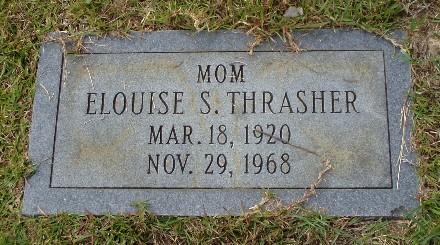 MOM
ELOUISE S. THRASHER
MAR. 18, 1920
NOV. 29, 1968